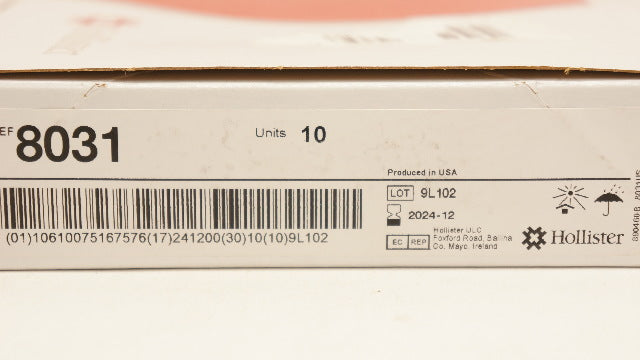 EF 8031
Units 10
Produced in USA
LOT 9L102
2024-12
(01)10610075167576(17)241200(30)10(10)9L102
EC REP
Hollister ULC
Foxford Road, Ballina
Co. Mayo, Ireland
Hollister